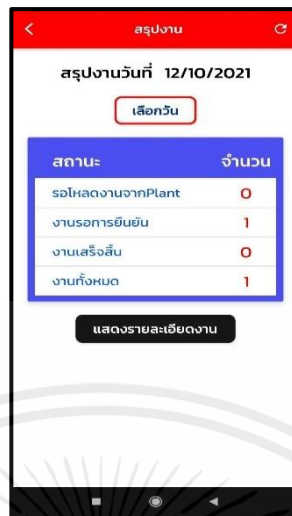 สรุปงาน
สรุปงานวันที่ 12/10/2021
เลือกวัน
สถานะ จำนวน
รอโหลดงานจากPlant 0
งานรอการยืนยัน 1
งานเสร็จสิ้น 0
งานทั้งหมด 1
แสดงรายละเอียดงาน